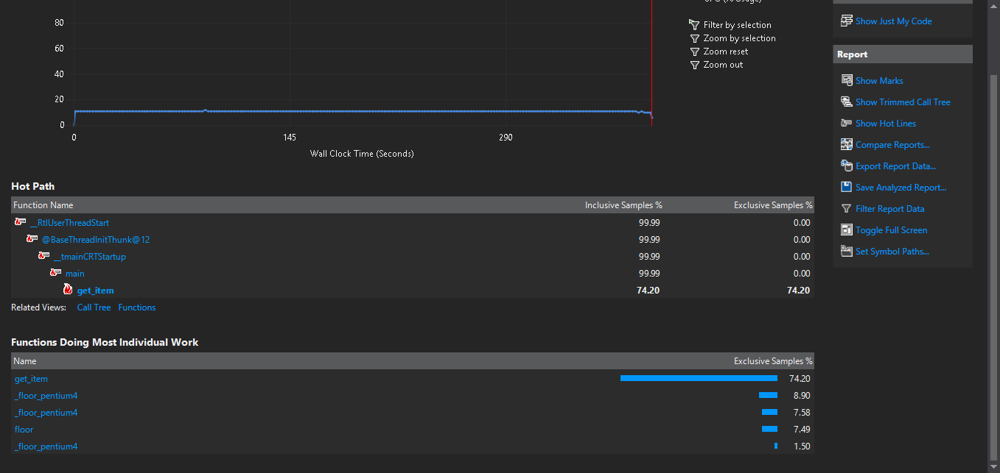 80
60
40
20
0
0 145 290
Wall Clock Time (Seconds)
Filter by selection
Zoom by selection
Zoom reset
Zoom out
Hot Path
Function Name Inclusive Samples % Exclusive Samples %
__RtlUserThreadStart 99.99 0.00
@BaseThreadInitThunk@12 99.99 0.00
__tmainCRTStartup 99.99 0.00
main 99.99 0.00
get_item 74.20 74.20
Related Views: Call Tree Functions
Functions Doing Most Individual Work
Name Exclusive Samples %
get_item 74.20
_floor_pentium4 8.90
_floor_pentium4 7.58
floor 7.49
_floor_pentium4 1.50
Show Just My Code
Report
Show Marks
Show Trimmed Call Tree
Show Hot Lines
Compare Reports...
Export Report Data...
Save Analyzed Report...
Filter Report Data
Toggle Full Screen
Set Symbol Paths...